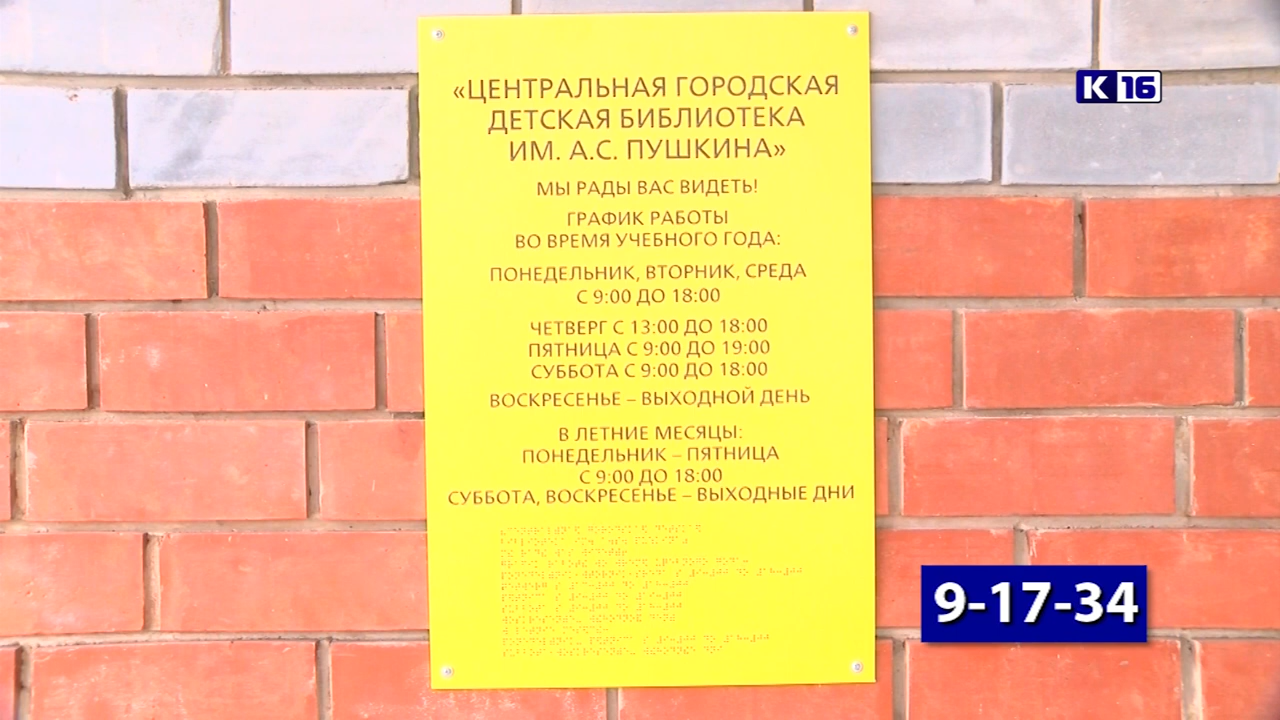 К 16
«ЦЕНТРАЛЬНАЯ ГОРОДСКАЯ
ДЕТСКАЯ БИБЛИОТЕКА
ИМ. А.С. ПУШКИНА»
МЫ РАДЫ ВАС ВИДЕТЬ!
ГРАФИК РАБОТЫ
ВО ВРЕМЯ УЧЕБНОГО ГОДА:
ПОНЕДЕЛЬНИК, ВТОРНИК, СРЕДА
С 9:00 ДО 18:00
ЧЕТВЕРГ С 13:00 ДО 18:00
ПЯТНИЦА С 9:00 ДО 19:00
СУББОТА С 9:00 ДО 18:00
ВОСКРЕСЕНЬЕ – ВЫХОДНОЙ ДЕНЬ
В ЛЕТНИЕ МЕСЯЦЫ:
ПОНЕДЕЛЬНИК – ПЯТНИЦА
С 9:00 ДО 18:00
СУББОТА, ВОСКРЕСЕНЬЕ – ВЫХОДНЫЕ ДНИ
9-17-34